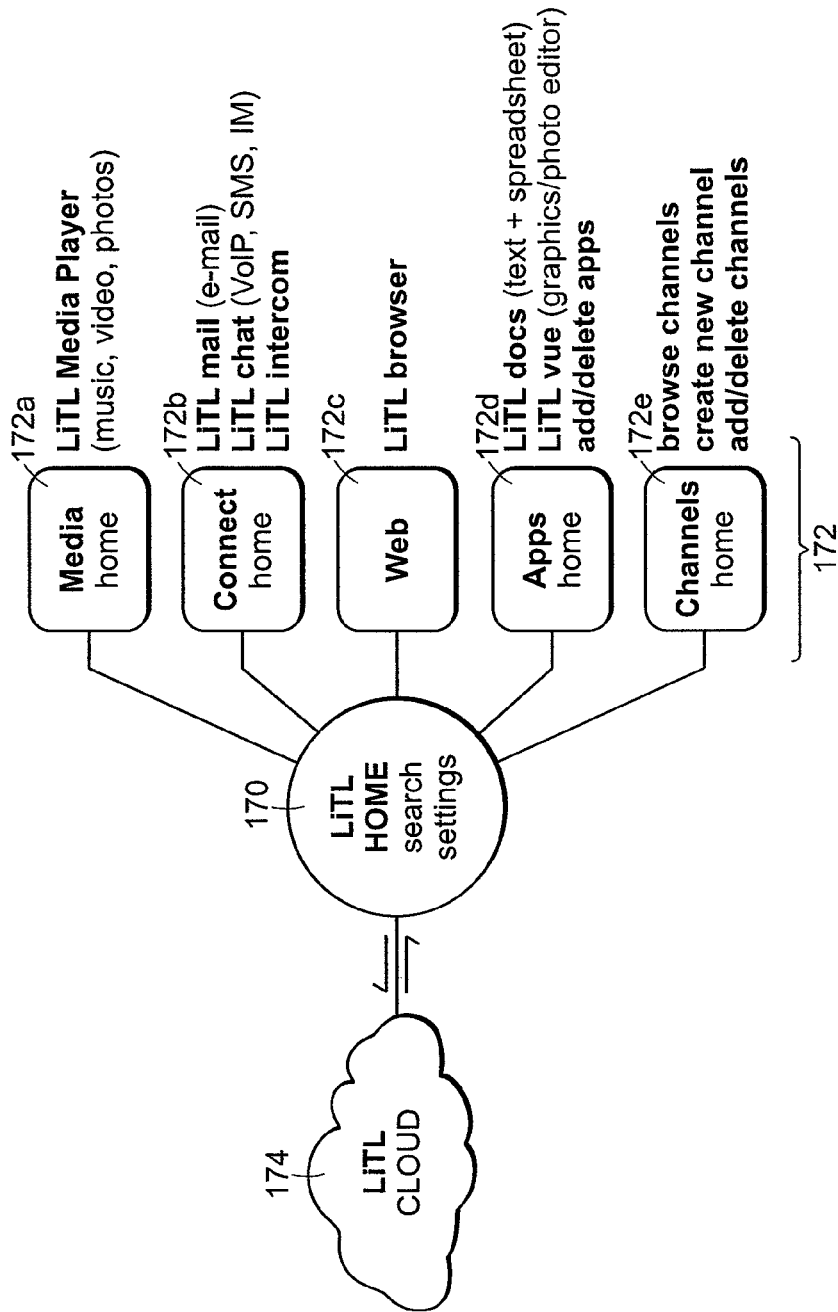 174
LiTL
CLOUD
170
LiTL
HOME
search
settings
172a
Media
home
LiTL Media Player
(music, video, photos)
172b
Connect
home
LiTL mail (e-mail)
LiTL chat (VoIP, SMS, IM)
LiTL intercom
172c
Web
LiTL browser
172d
Apps
home
LiTL docs (text + spreadsheet)
LiTL vue (graphics/photo editor)
add/delete apps
172e
Channels
home
browse channels
create new channel
add/delete channels
172